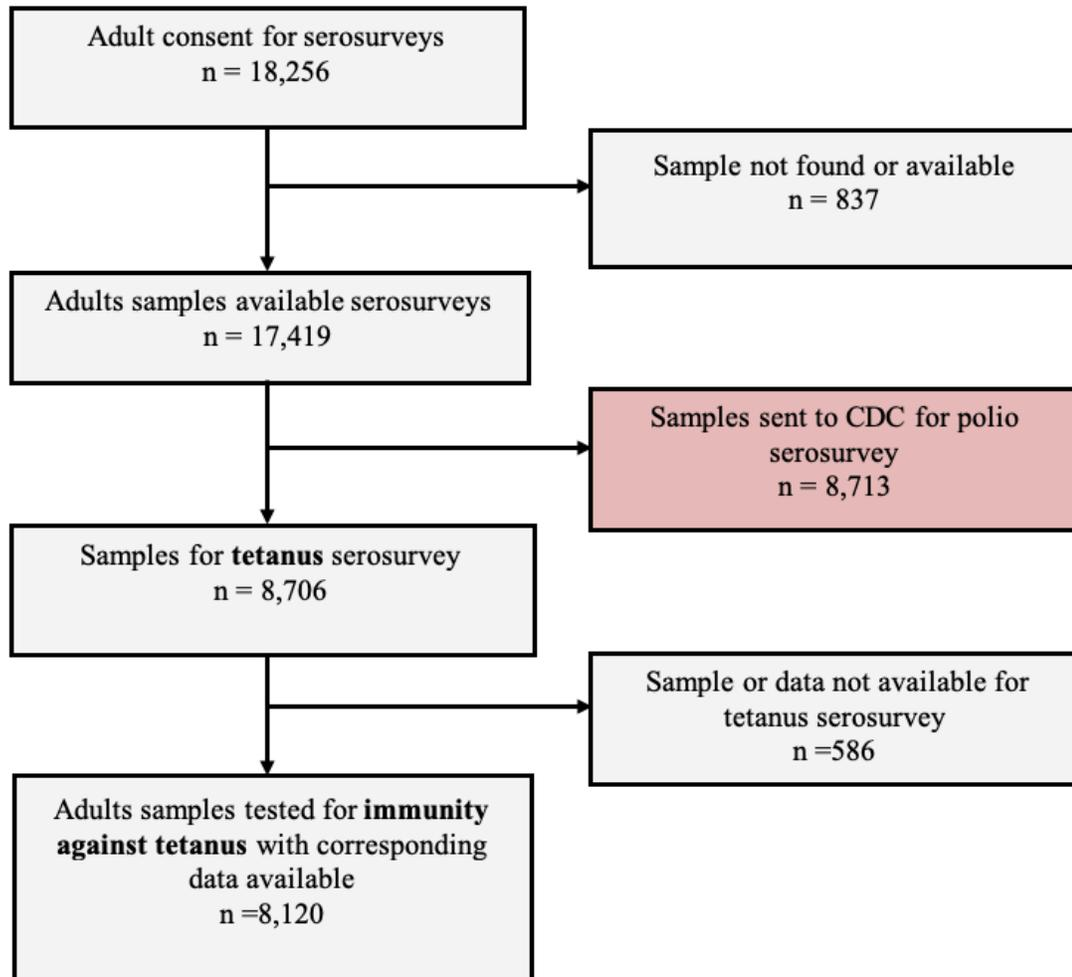 Adult consent for serosurveys
n = 18,256
Sample not found or available
n = 837
Adults samples available serosurveys
n = 17,419
Samples sent to CDC for polio
serosurvey
n = 8,713
Samples for tetanus serosurvey
n = 8,706
Sample or data not available for
tetanus serosurvey
n =586
Adults samples tested for immunity
against tetanus with corresponding
data available
n =8,120